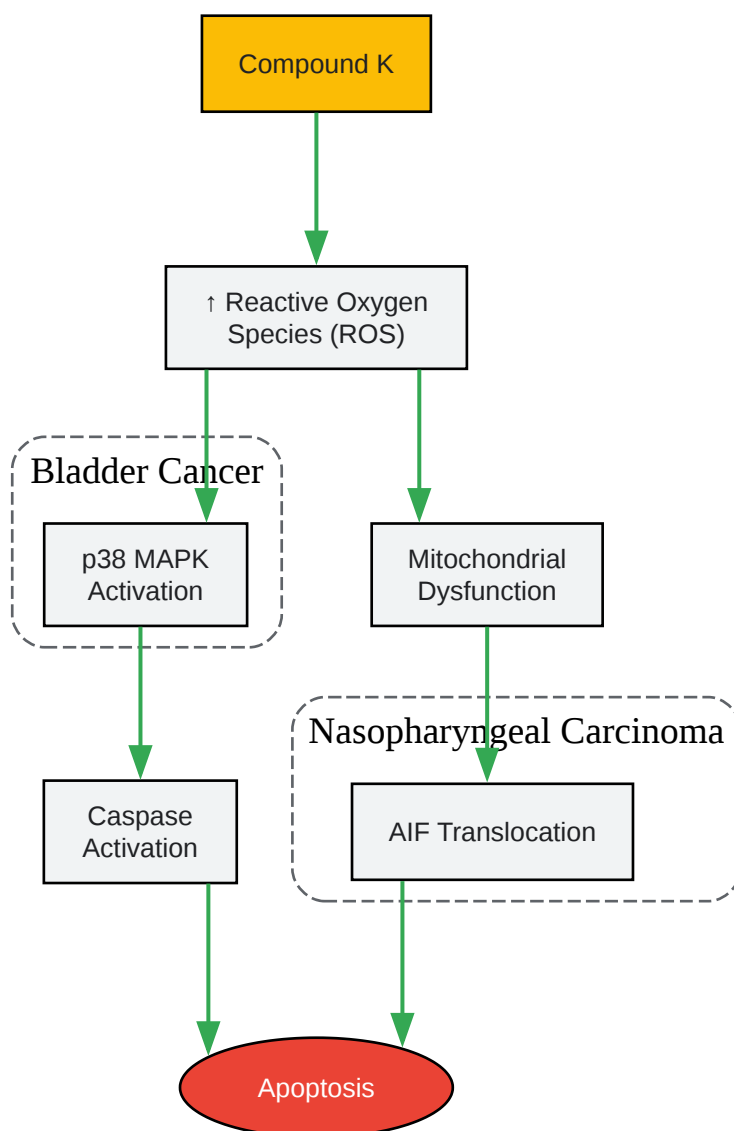 Compound K
↑ Reactive Oxygen
Species (ROS)
Bladder Cancer
p38 MAPK
Activation
Mitochondrial
Dysfunction
Nasopharyngeal Carcinoma
Caspase
Activation
AIF Translocation
Apoptosis